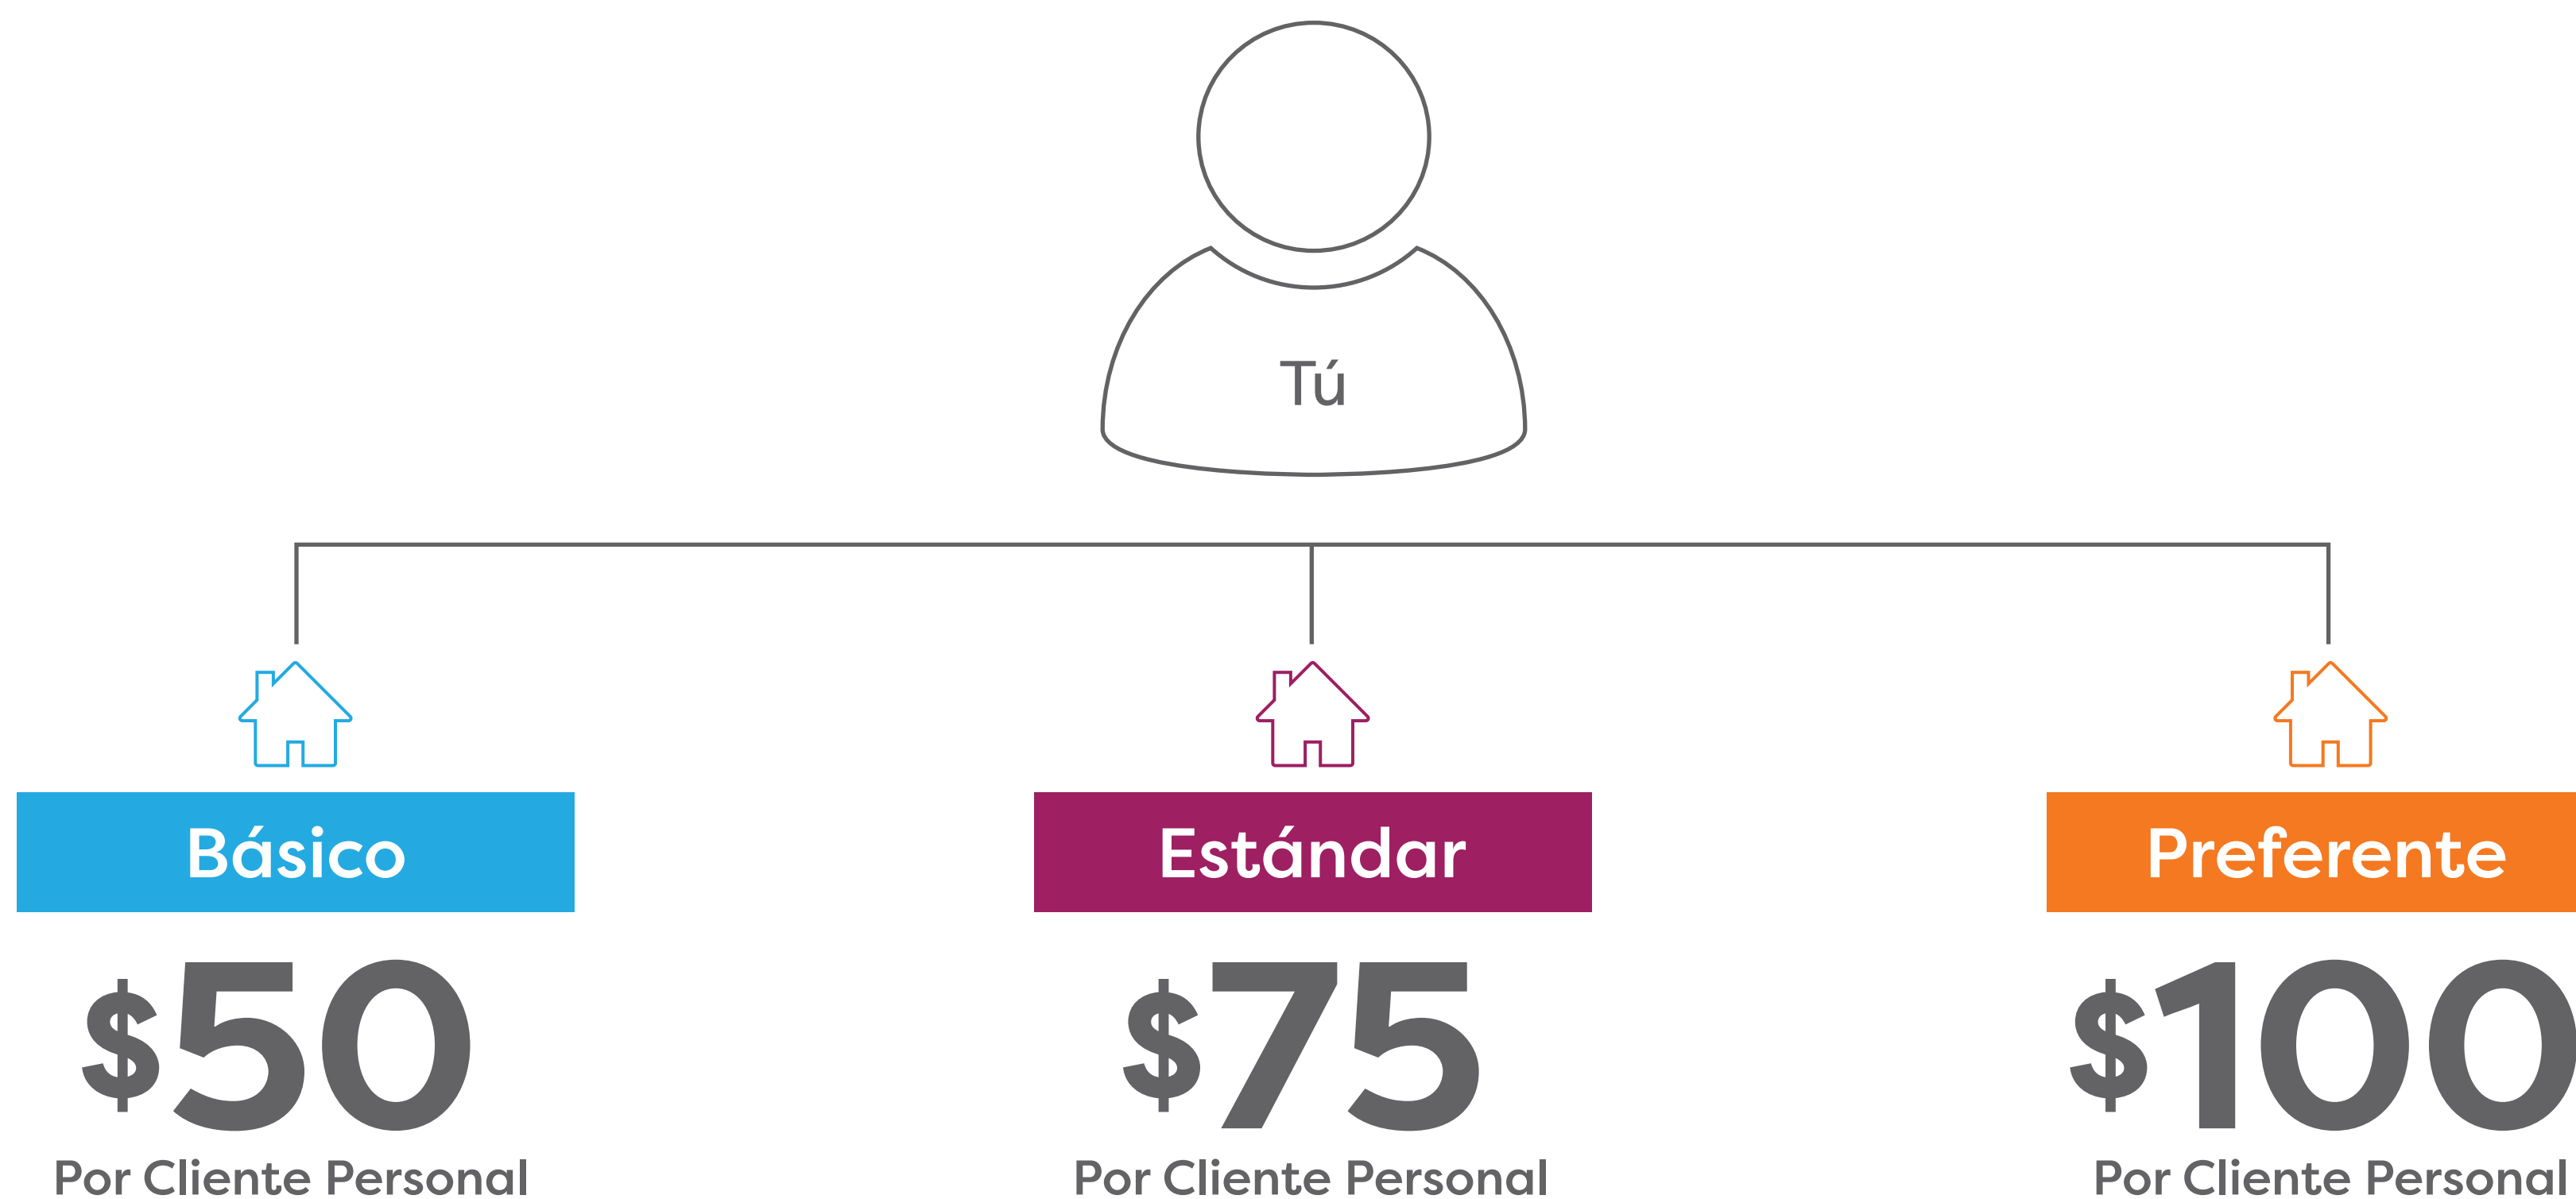 Tú
Básico
Estándar
Preferente
$50
$75
$100
Por Cliente Personal
Por Cliente Personal
Por Cliente Personal